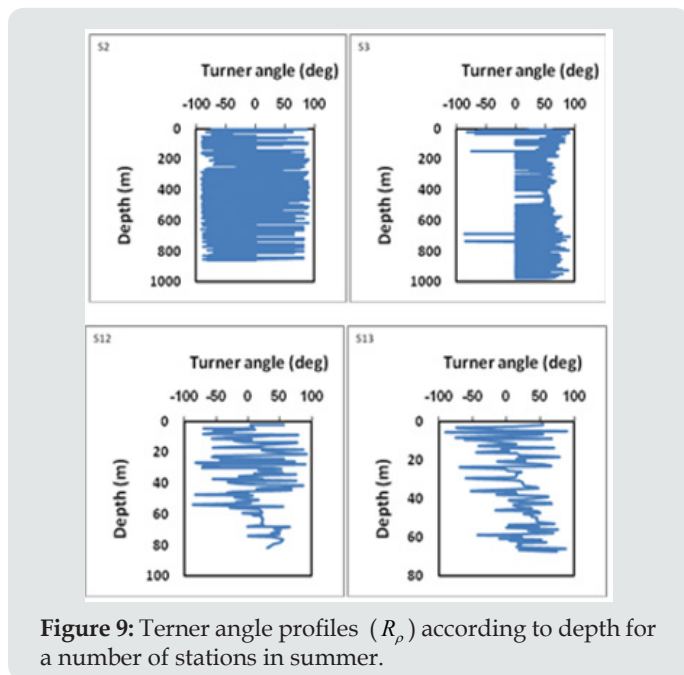 S2
Turner angle (deg)
-100 -50 0 50 100
0
200
400
600
800
1000
Depth (m)
S3
Turner angle (deg)
-100 -50 0 50 100
0
200
400
600
800
1000
Depth (m)
S12
Turner angle (deg)
-100 -50 0 50 100
0
20
40
60
80
100
Depth (m)
S13
Turner angle (deg)
-100 -50 0 50 100
0
20
40
60
80
Depth (m)
Figure 9: Terner angle profiles (Rρ) according to depth for
a number of stations in summer.